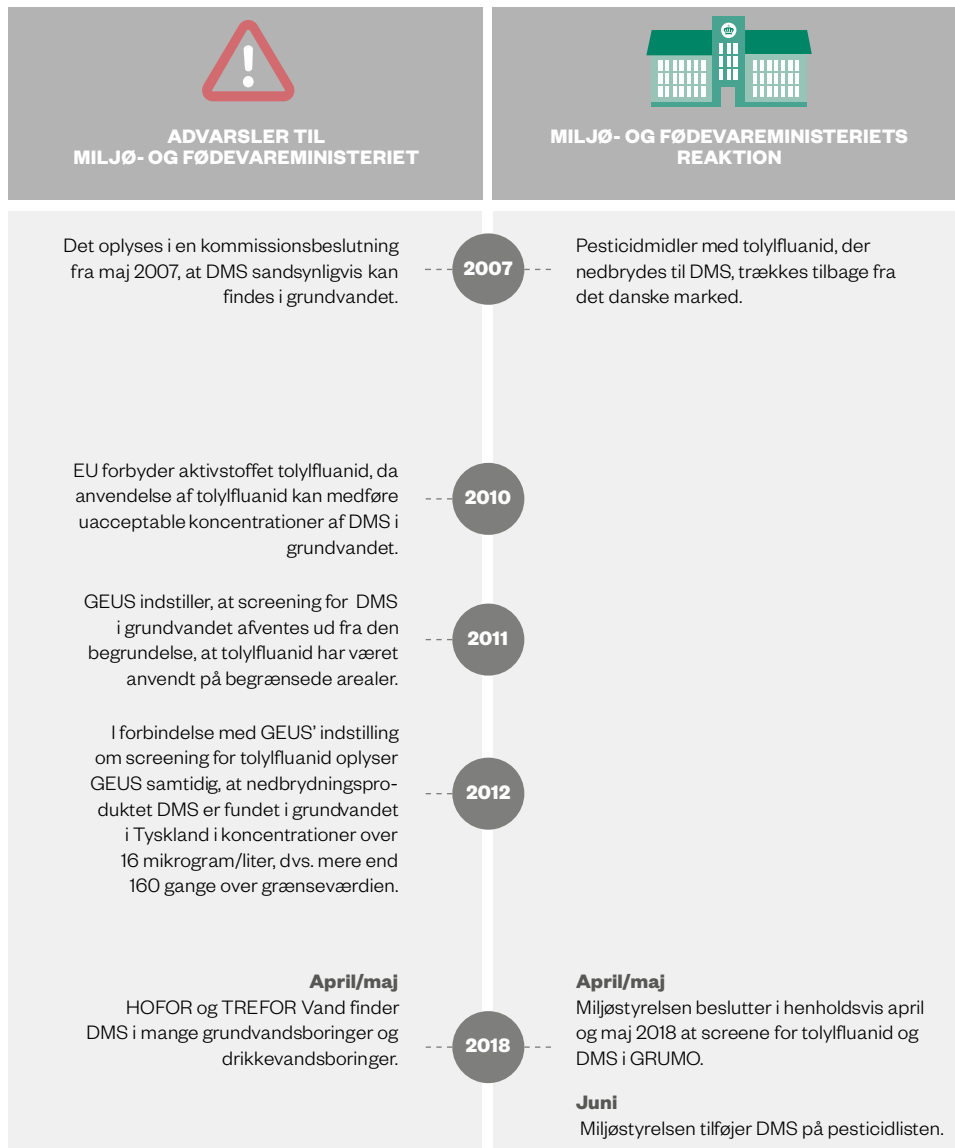 ADVARSLER TIL
MILJØ- OG FØDEVAREMINISTERIET
MILJØ- OG FØDEVAREMINISTERIETS
REAKTION
Det oplyses i en kommissionsbeslutning
fra maj 2007, at DMS sandsynligvis kan
findes i grundvandet.
2007
Pesticidmidler med tolylfluanid, der
nedbrydes til DMS, trækkes tilbage fra
det danske marked.
EU forbyder aktivstoffet tolylfluanid, da
anvendelse af tolylfluanid kan medføre
uacceptable koncentrationer af DMS i
grundvandet.
2010
GEUS indstiller, at screening for DMS
i grundvandet afventes ud fra den
begrundelse, at tolylfluanid har været
anvendt på begrænsede arealer.
2011
I forbindelse med GEUS’ indstilling
om screening for tolylfluanid oplyser
GEUS samtidig, at nedbrydningspro-
duktet DMS er fundet i grundvandet
i Tyskland i koncentrationer over
16 mikrogram/liter, dvs. mere end
160 gange over grænseværdien.
2012
April/maj
HOFOR og TREFOR Vand finder
DMS i mange grundvandsboringer og
drikkevandsboringer.
2018
April/maj
Miljøstyrelsen beslutter i henholdsvis april
og maj 2018 at screene for tolylfluanid og
DMS i GRUMO.
Juni
Miljøstyrelsen tilføjer DMS på pesticidlisten.